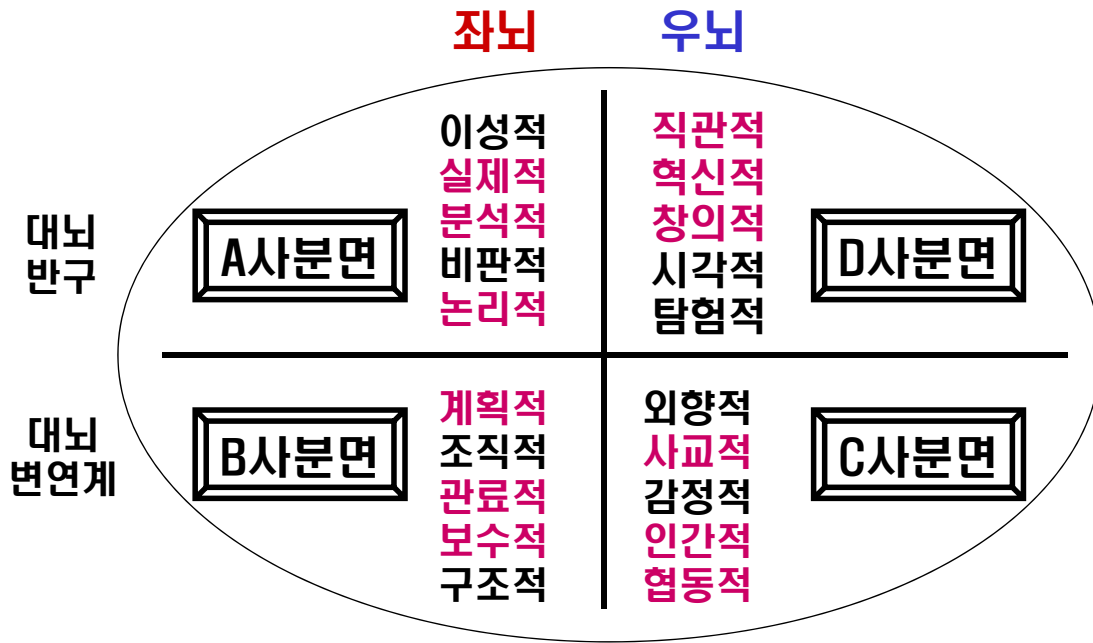 좌뇌
우뇌
대뇌
반구
A사분면
이성적
실제적
분석적
비판적
논리적
직관적
혁신적
창의적
시각적
탐험적
D사분면
대뇌
변연계
B사분면
계획적
조직적
관료적
보수적
구조적
외향적
사교적
감정적
인간적
협동적
C사분면